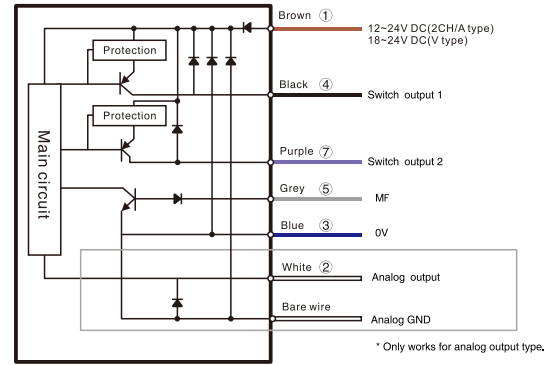 Brown ①
12~24V DC(2CH/A type)
18~24V DC(V type)
Protection
Black ④
Switch output 1
Protection
Main circuit
Purple ⑦
Switch output 2
Grey ⑤
MF
Blue ③
0V
White ②
Analog output
Bare wire
Analog GND
* Only works for analog output type.